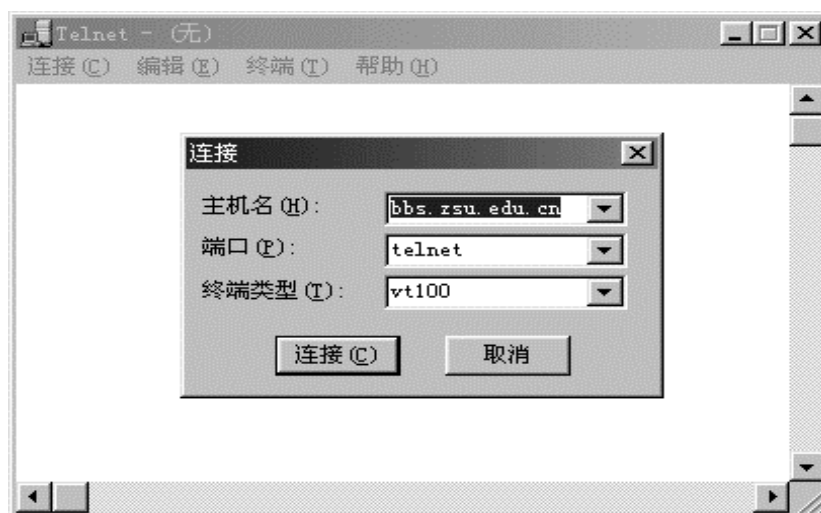 Telnet - (无)
连接(C) 编辑(E) 终端(T) 帮助(H)
连接
主机名(H): bbs.zsu.edu.cn
端口(P): telnet
终端类型(T): vt100
连接(C) 取消